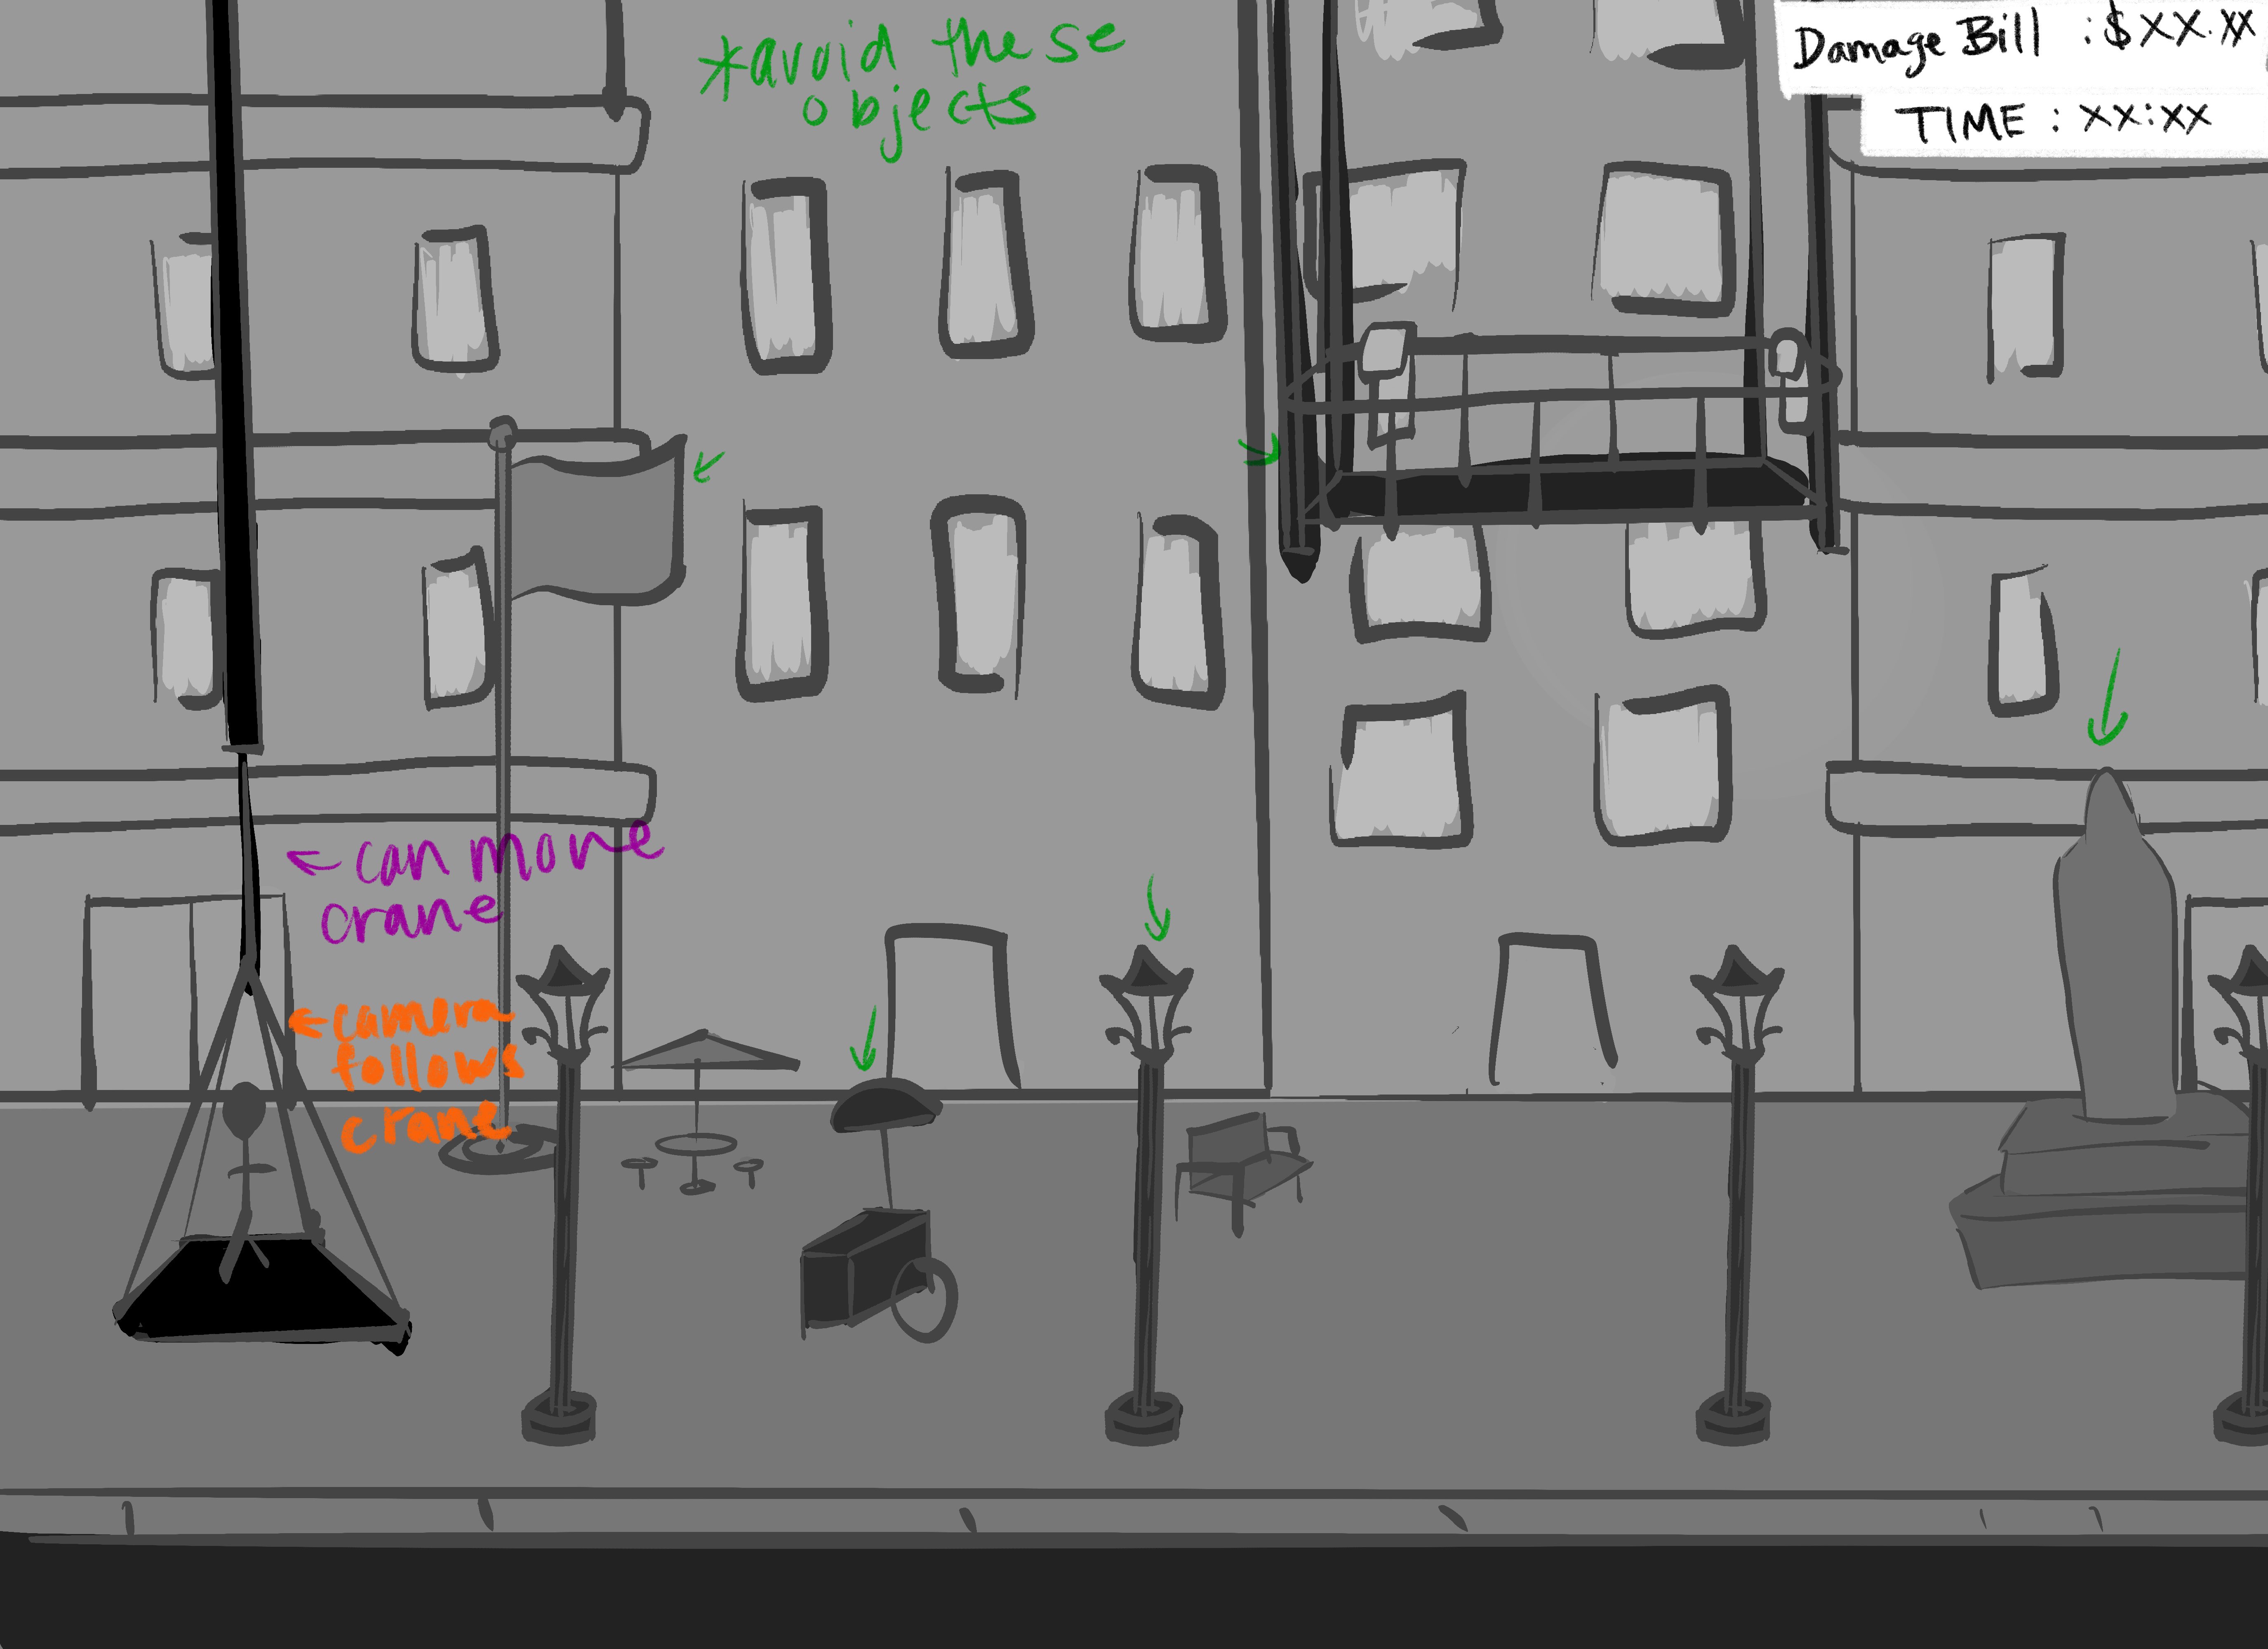 *avoid these
objects
Damage Bill : $XX.XX
TIME : XX:XX
←can move
crane
←camera
follows
crane